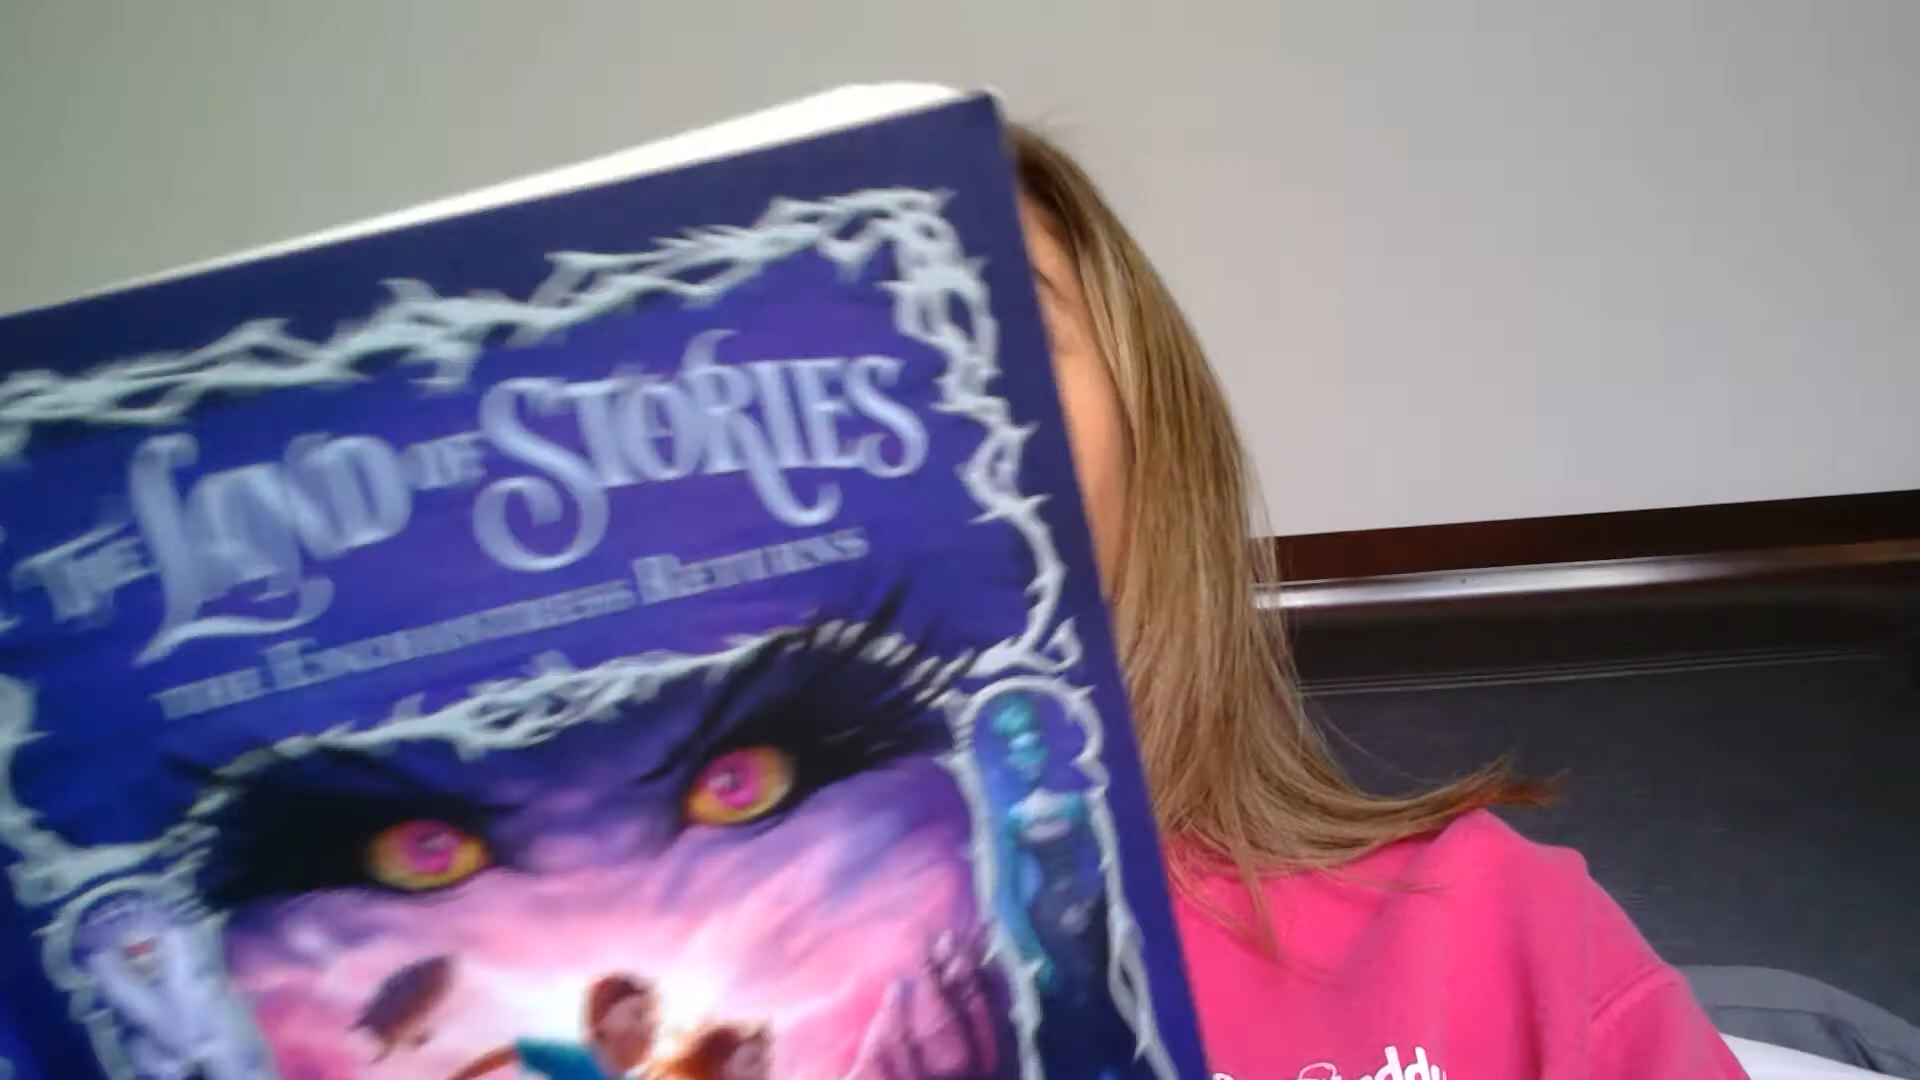 THE LAND OF STORIES
THE ENCHANTRESS RETURNS